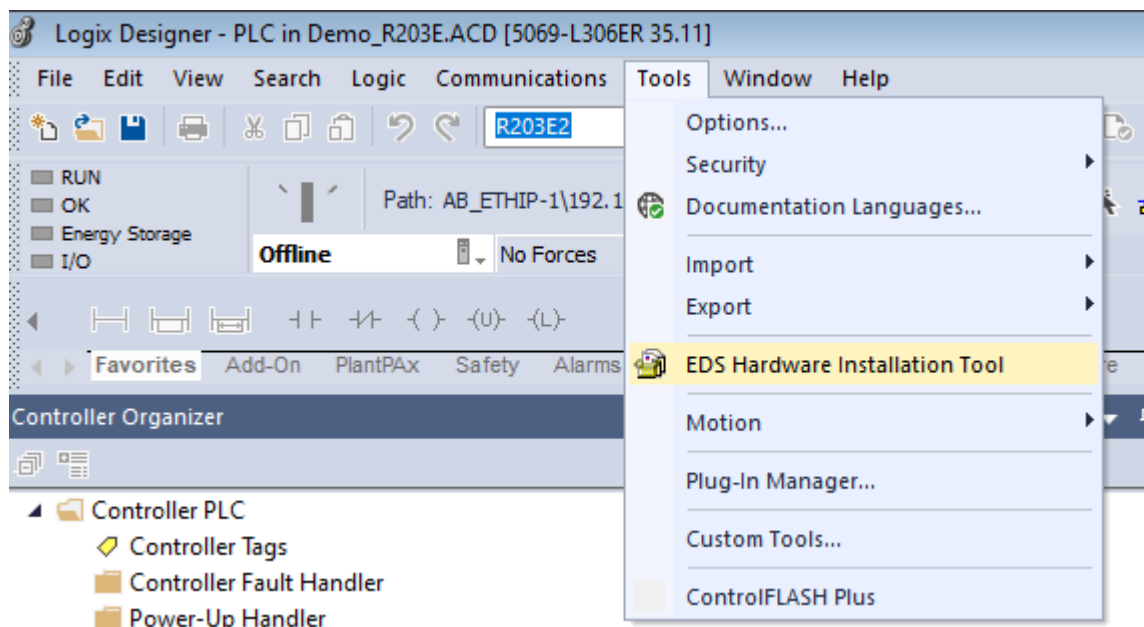 Logix Designer - PLC in Demo_R203E.ACD [5069-L306ER 35.11]
File Edit View Search Logic Communications Tools Window Help
R203E2
Options...
Security
RUN
OK
Energy Storage
I/O
Path: AB_ETHIP-1\192.1
Documentation Languages...
Offline
No Forces
Import
Export
(U)
(L)
Favorites Add-On PlantPAx Safety Alarms
EDS Hardware Installation Tool
Controller Organizer
Motion
Plug-In Manager...
Controller PLC
Controller Tags
Custom Tools...
Controller Fault Handler
ControlFLASH Plus
Power-Up Handler